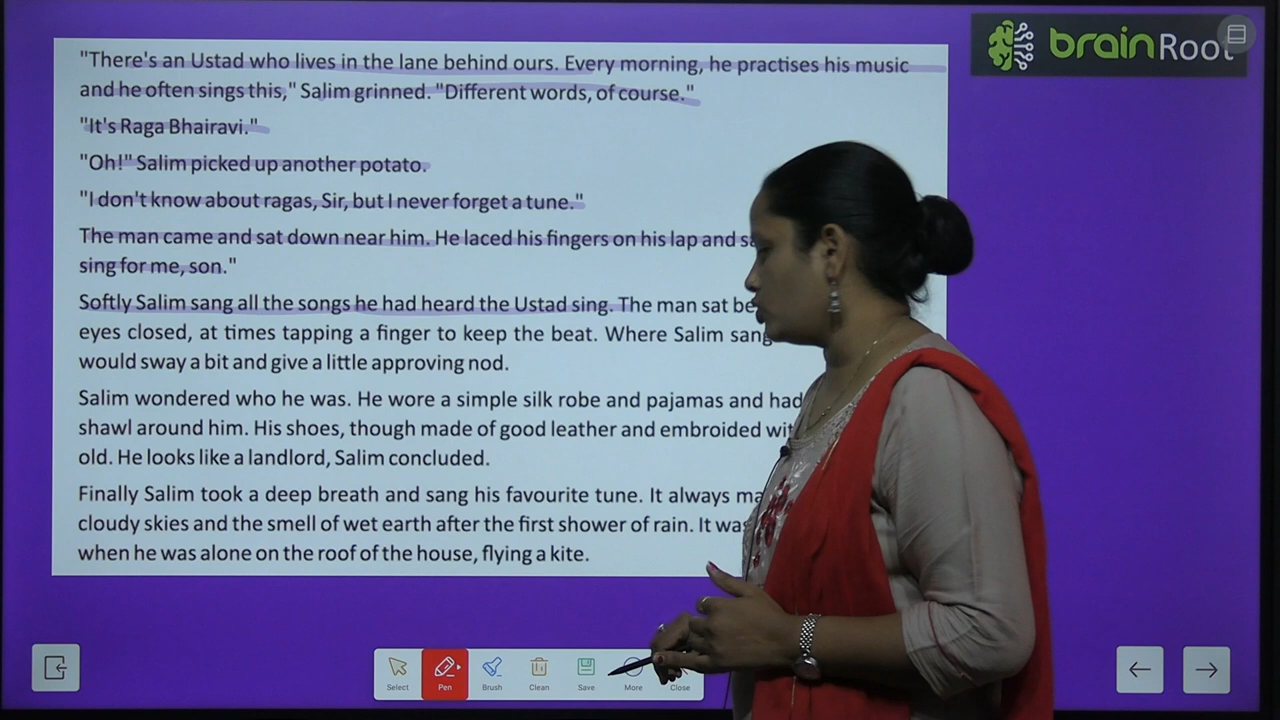 brainRoot
"There's an Ustad who lives in the lane behind ours. Every morning, he practises his music
and he often sings this," Salim grinned. "Different words, of course."
"It's Raga Bhairavi."
"Oh!" Salim picked up another potato.
"I don't know about ragas, Sir, but I never forget a tune."
The man came and sat down near him. He laced his fingers on his lap and
sing for me, son."
Softly Salim sang all the songs he had heard the Ustad sing. The man sat
eyes closed, at times tapping a finger to keep the beat. Where Salim sang
would sway a bit and give a little approving nod.
Salim wondered who he was. He wore a simple silk robe and pajamas and had
shawl around him. His shoes, though made of good leather and embroided
old. He looks like a landlord, Salim concluded.
Finally Salim took a deep breath and sang his favourite tune. It always
cloudy skies and the smell of wet earth after the first shower of rain. It
when he was alone on the roof of the house, flying a kite.
Select Pen Brush Clean Save More Close